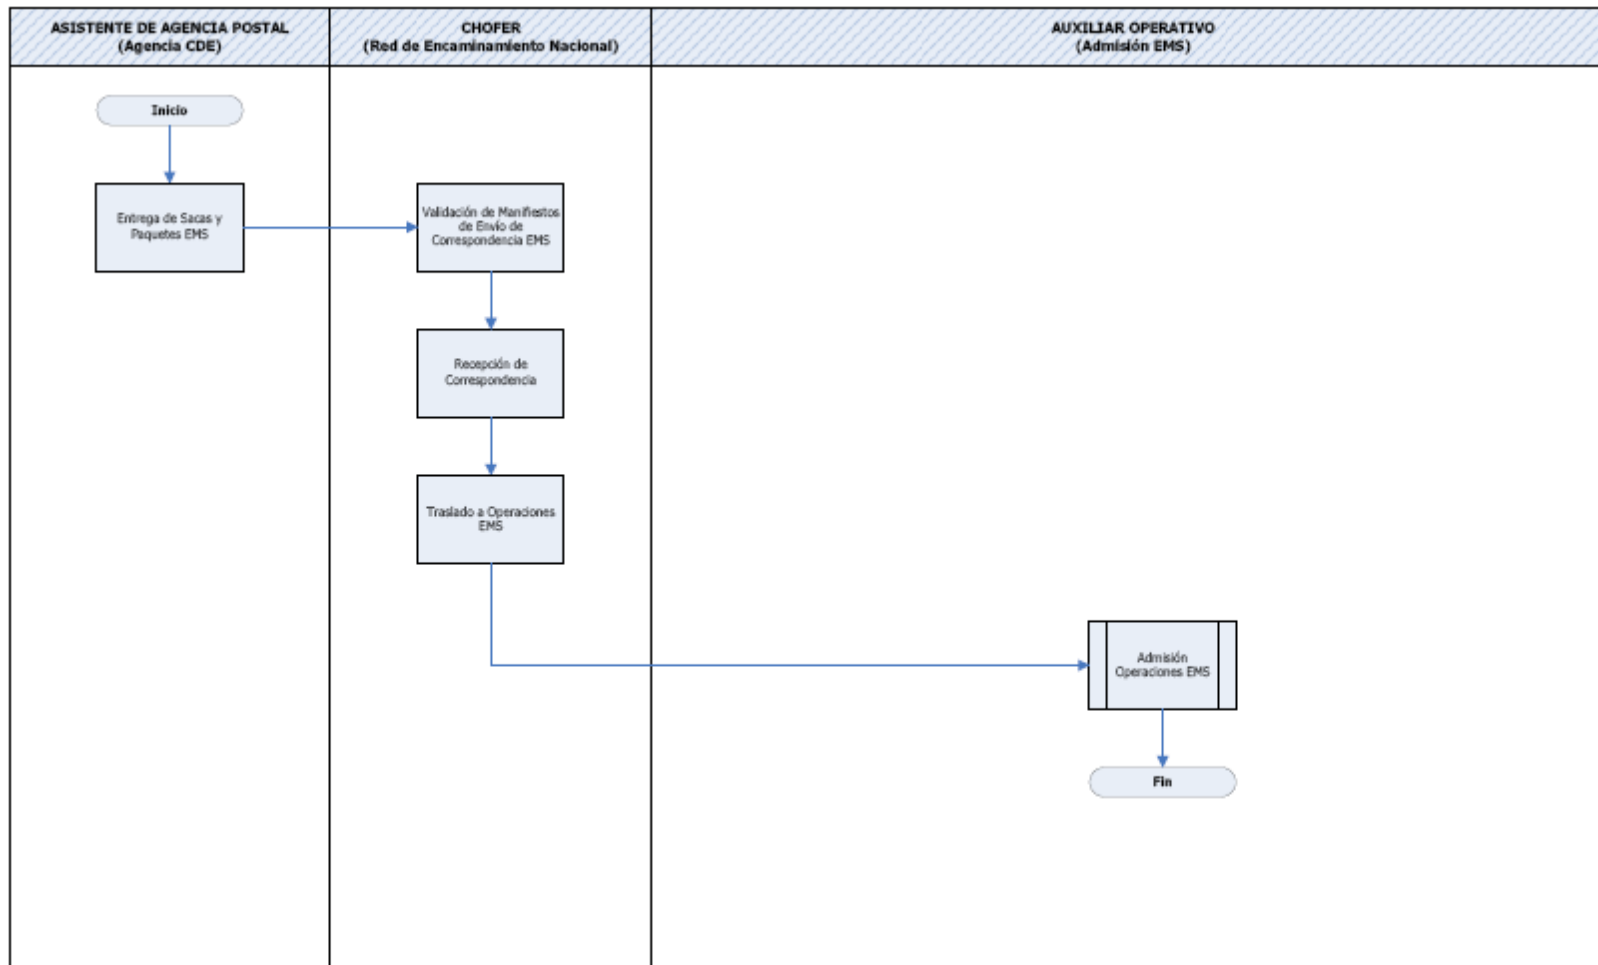 ASISTENTE DE AGENCIA POSTAL
(Agencia CDE)
CHOFER
(Red de Encaminamiento Nacional)
AUXILIAR OPERATIVO
(Admisión EMS)
Inicio
Entrega de Sacas y
Paquetes EMS
Validación de Manifiestos
de Envío de
Correspondencia EMS
Recepción de
Correspondencia
Traslado a Operaciones
EMS
Admisión
Operaciones EMS
Fin